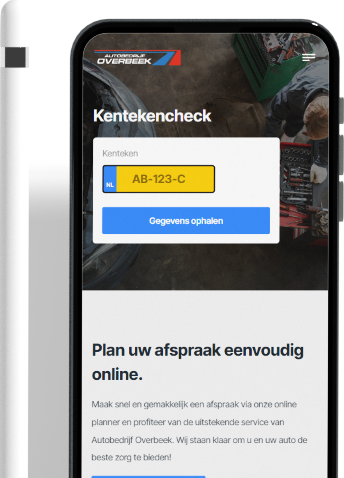 AUTOBEDRIJF
OVERBEEK
Kentekencheck
Kenteken
NL
AB-123-C
Gegevens ophalen
Plan uw afspraak eenvoudig
online.
Maak snel en gemakkelijk een afspraak via onze online
planner en profiteer van de uitstekende service van
Autobedrijf Overbeek. Wij staan klaar om u en uw auto de
beste zorg te bieden!